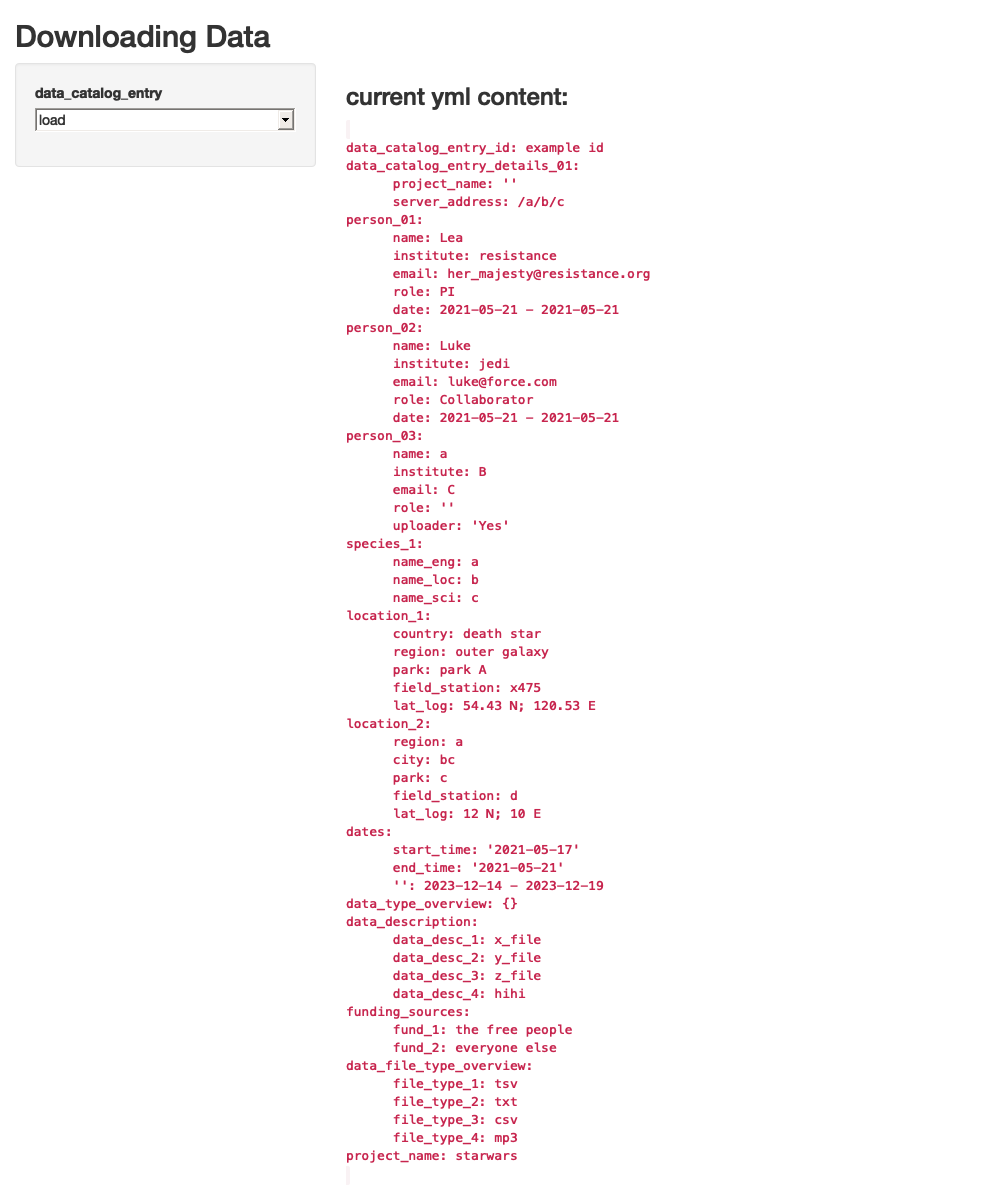 Downloading Data
data_catalog_entry
load
current yml content:
data_catalog_entry_id: example id
data_catalog_entry_details_01:
project_name: ''
server_address: /a/b/c
person_01:
name: Lea
institute: resistance
email: her_majesty@resistance.org
role: PI
date: 2021-05-21 - 2021-05-21
person_02:
name: Luke
institute: jedi
email: luke@force.com
role: Collaborator
date: 2021-05-21 - 2021-05-21
person_03:
name: a
institute: B
email: C
role: ''
uploader: 'Yes'
species_1:
name_eng: a
name_loc: b
name_sci: c
location_1:
country: death star
region: outer galaxy
park: park A
field_station: x475
lat_log: 54.43 N; 120.53 E
location_2:
region: a
city: bc
park: c
field_station: d
lat_log: 12 N; 10 E
dates:
start_time: '2021-05-17'
end_time: '2021-05-21'
'': 2023-12-14 - 2023-12-19
data_type_overview: {}
data_description:
data_desc_1: x_file
data_desc_2: y_file
data_desc_3: z_file
data_desc_4: hihi
funding_sources:
fund_1: the free people
fund_2: everyone else
data_file_type_overview:
file_type_1: tsv
file_type_2: txt
file_type_3: csv
file_type_4: mp3
project_name: starwars